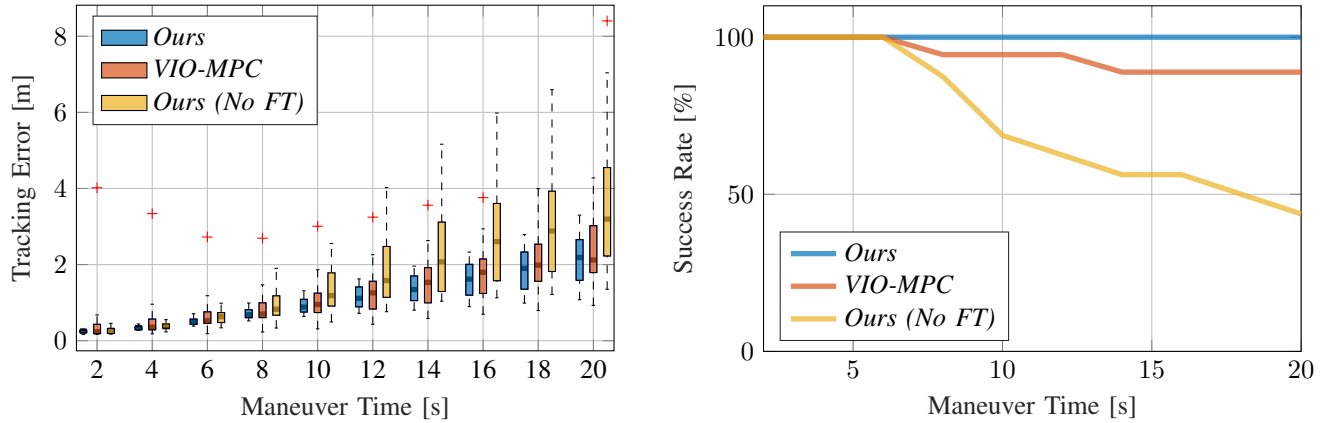 8
6
4
2
0
Tracking Error [m]
Ours
VIO-MPC
Ours (No FT)
2 4 6 8 10 12 14 16 18 20
Maneuver Time [s]
100
50
0
Success Rate [%]
Ours
VIO-MPC
Ours (No FT)
5 10 15 20
Maneuver Time [s]